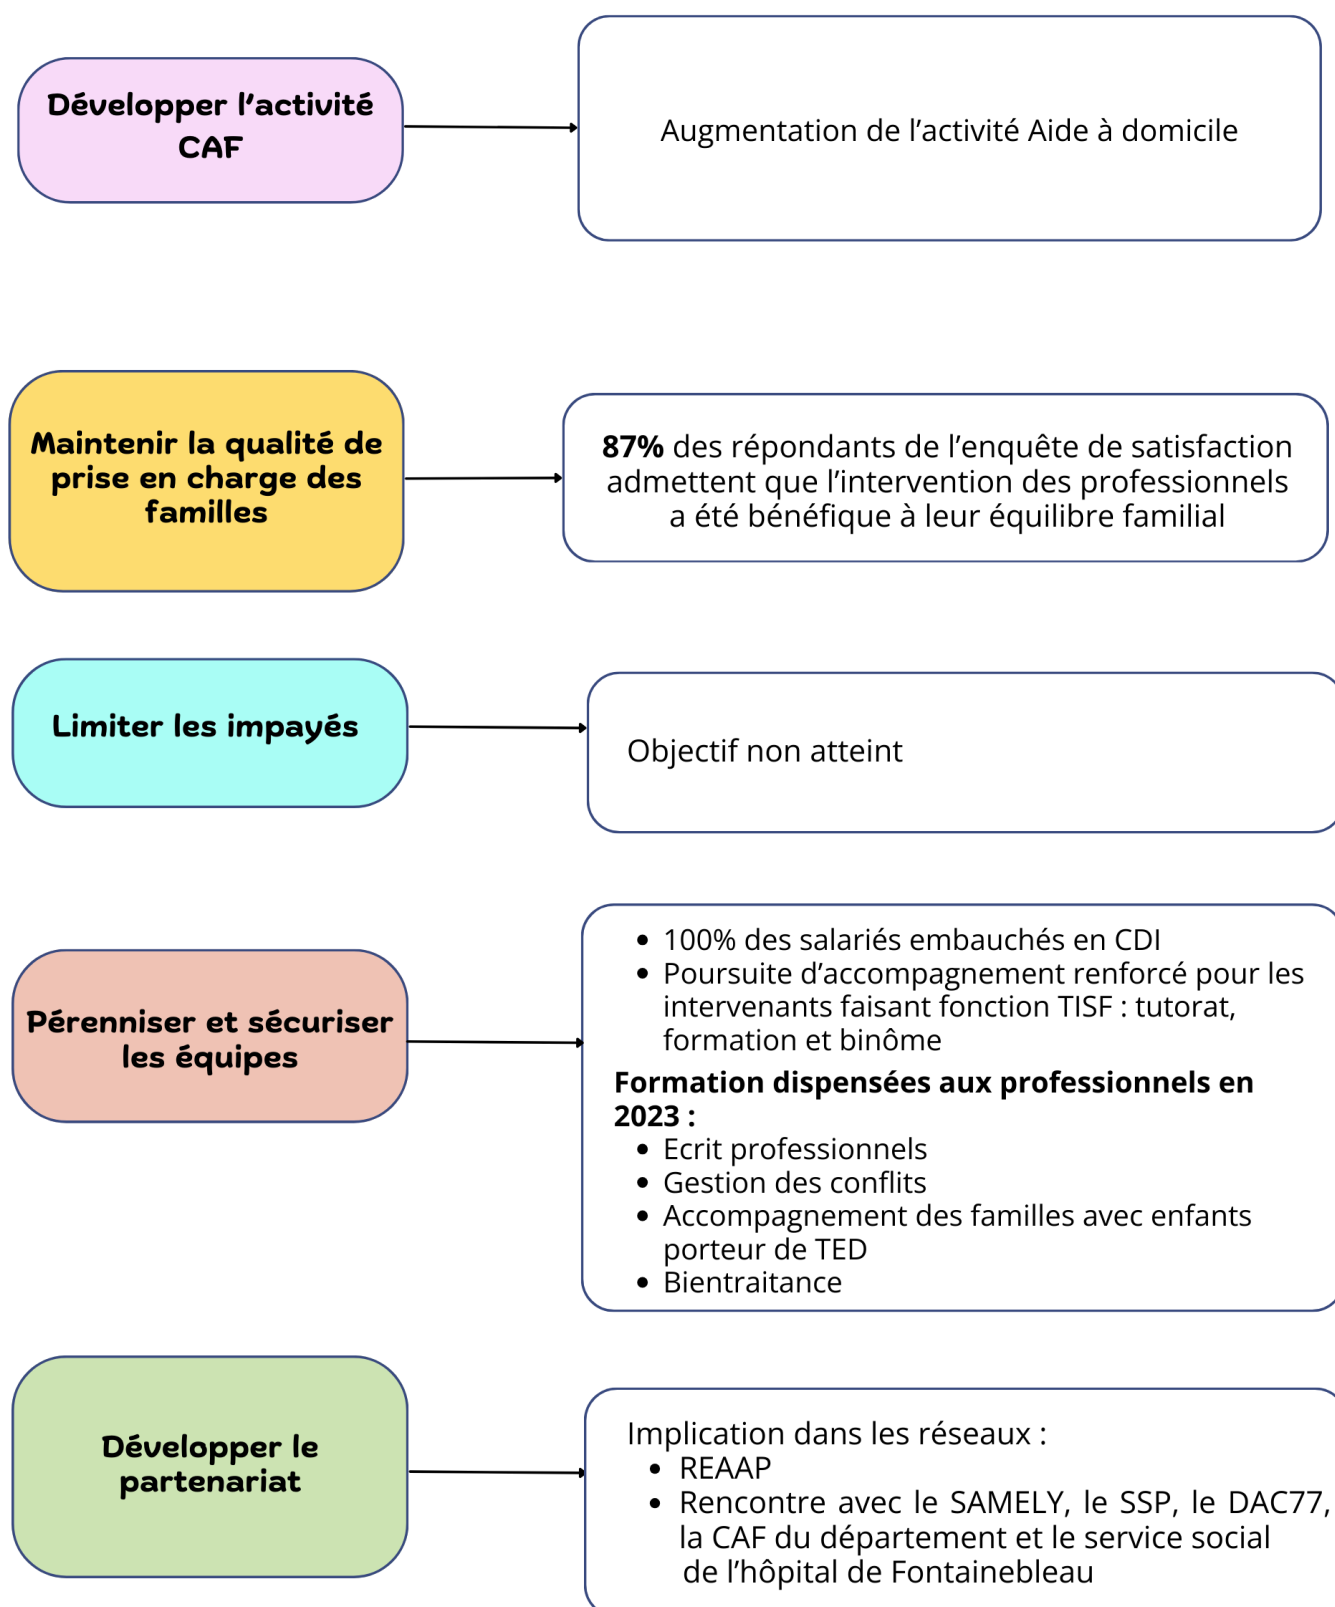 Développer l'activité
CAF
Augmentation de l'activité Aide à domicile
Maintenir la qualité de
prise en charge des
familles
87% des répondants de l'enquête de satisfaction
admettent que l'intervention des professionnels
a été bénéfique à leur équilibre familial
Limiter les impayés
Objectif non atteint
Pérenniser et sécuriser
les équipes
• 100% des salariés embauchés en CDI
• Poursuite d'accompagnement renforcé pour les
intervenants faisant fonction TISF : tutorat,
formation et binôme
Formation dispensées aux professionnels en
2023 :
• Ecrit professionnels
• Gestion des conflits
• Accompagnement des familles avec enfants
porteur de TED
• Bientraitance
Développer le
partenariat
Implication dans les réseaux :
• REAAP
• Rencontre avec le SAMELY, le SSP, le DAC77,
la CAF du département et le service social
de l'hôpital de Fontainebleau